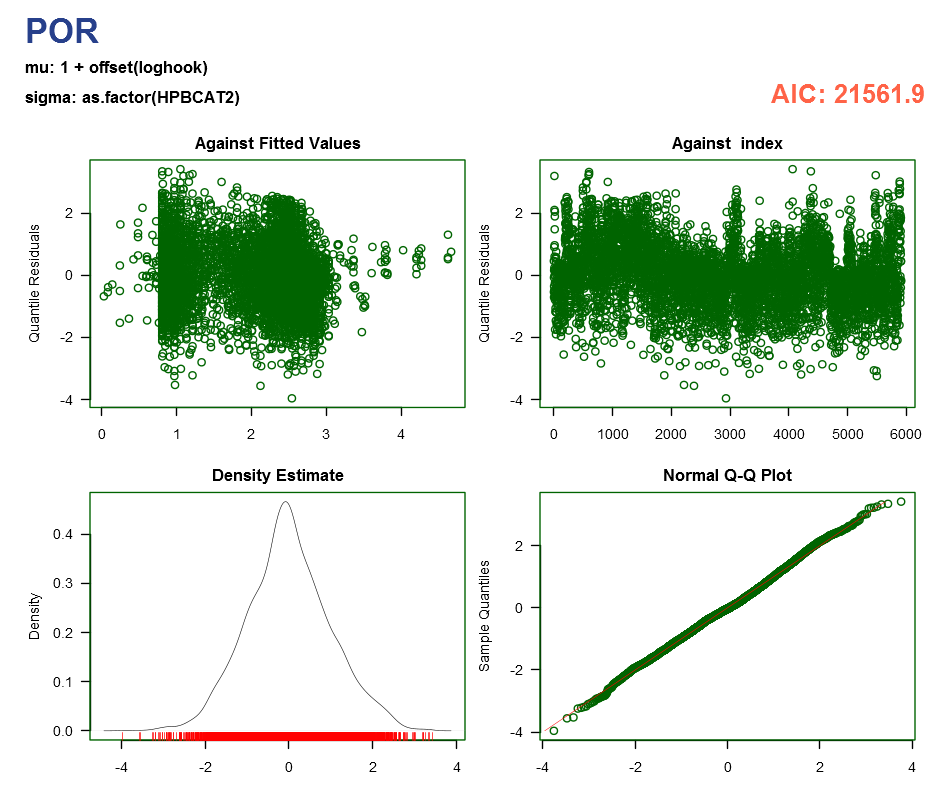 POR
mu: 1 + offset(loghook)
sigma: as.factor(HPBCAT2)
AIC: 21561.9
Against Fitted Values
Quantile Residuals
2
0
-2
-4
0 1 2 3 4
Against index
Quantile Residuals
2
0
-2
-4
0 1000 2000 3000 4000 5000 6000
Density Estimate
Density
0.4
0.3
0.2
0.1
0.0
-4 -2 0 2 4
Normal Q-Q Plot
Sample Quantiles
2
0
-2
-4
-4 -2 0 2 4